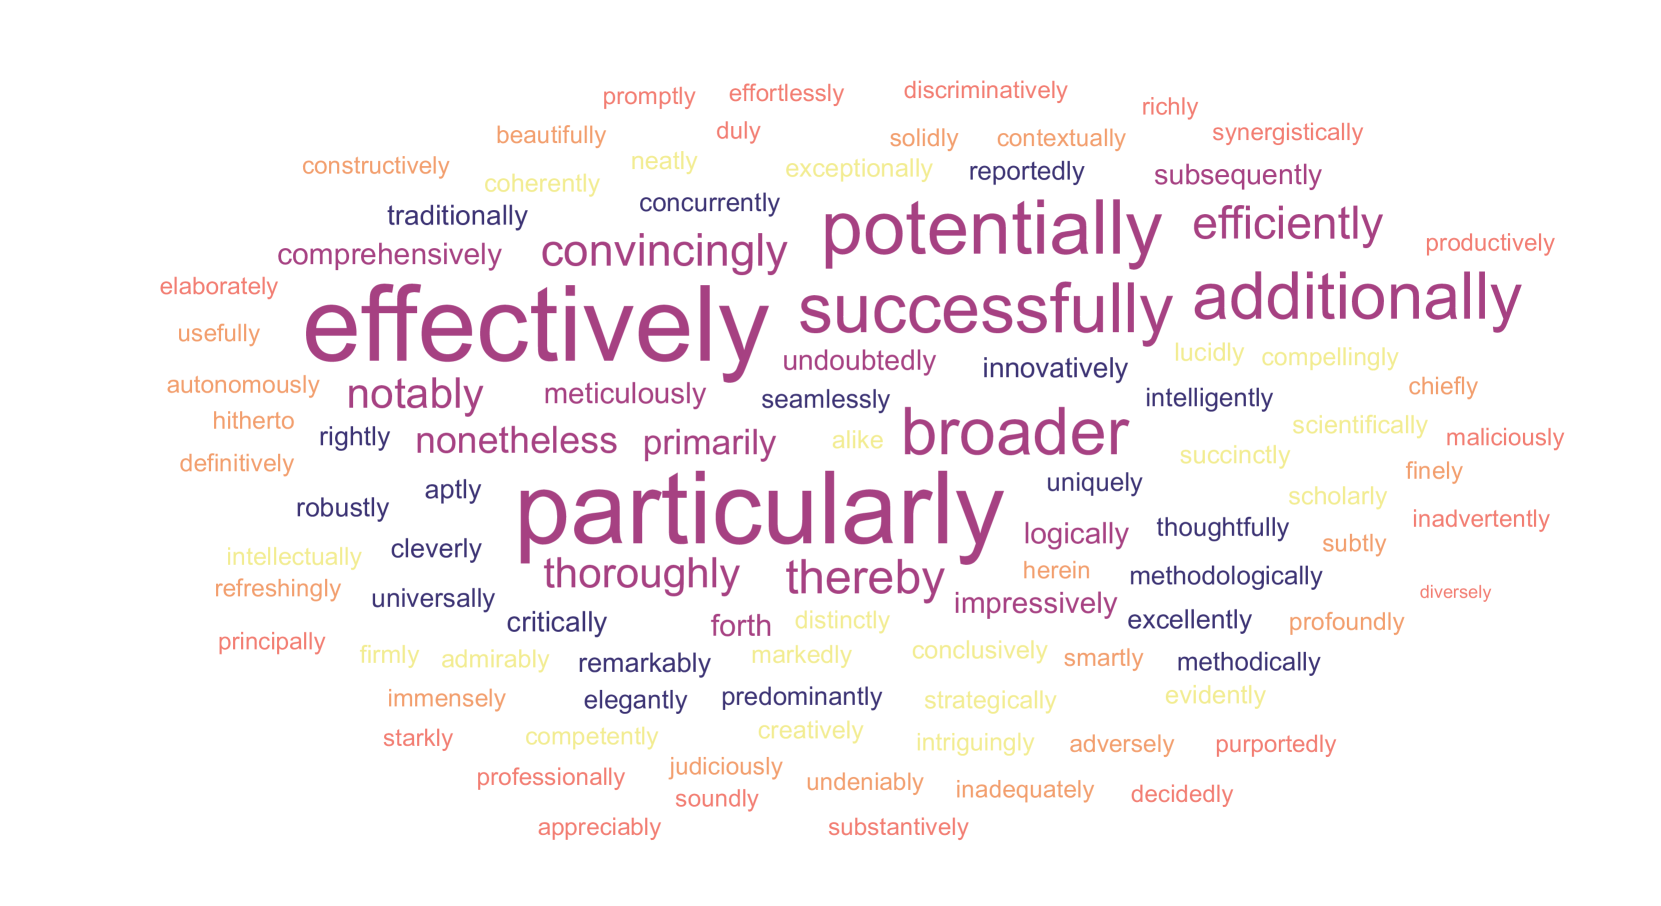 promptly effortlessly discriminatively richly
beautifully duly solidly contextually synergistically
constructively coherently neatly exceptionally reportedly subsequently
traditionally concurrently potentially efficiently
comprehensively convincingly productively
elaborately effectively successfully additionally
usefully undoubtedly innovatively lucidly compellingly
autonomously notably meticulously seamlessly intelligently chiefly
hitherto rightly nonetheless primarily alike broader scientifically maliciously
definitively succinctly finely
robustly aptly particularly uniquely scholarly
intellectually cleverly logically thoughtfully subtly inadvertently
refreshingly thoroughly thereby herein methodologically diversely
universally critically forth distinctly impressively excellently profoundly
principally firmly admirably remarkably markedly conclusively smartly methodically
immensely elegantly predominantly strategically evidently
starkly competently creatively intriguingly adversely purportedly
professionally judiciously undeniably inadequately decidedly
soundly
appreciably substantively